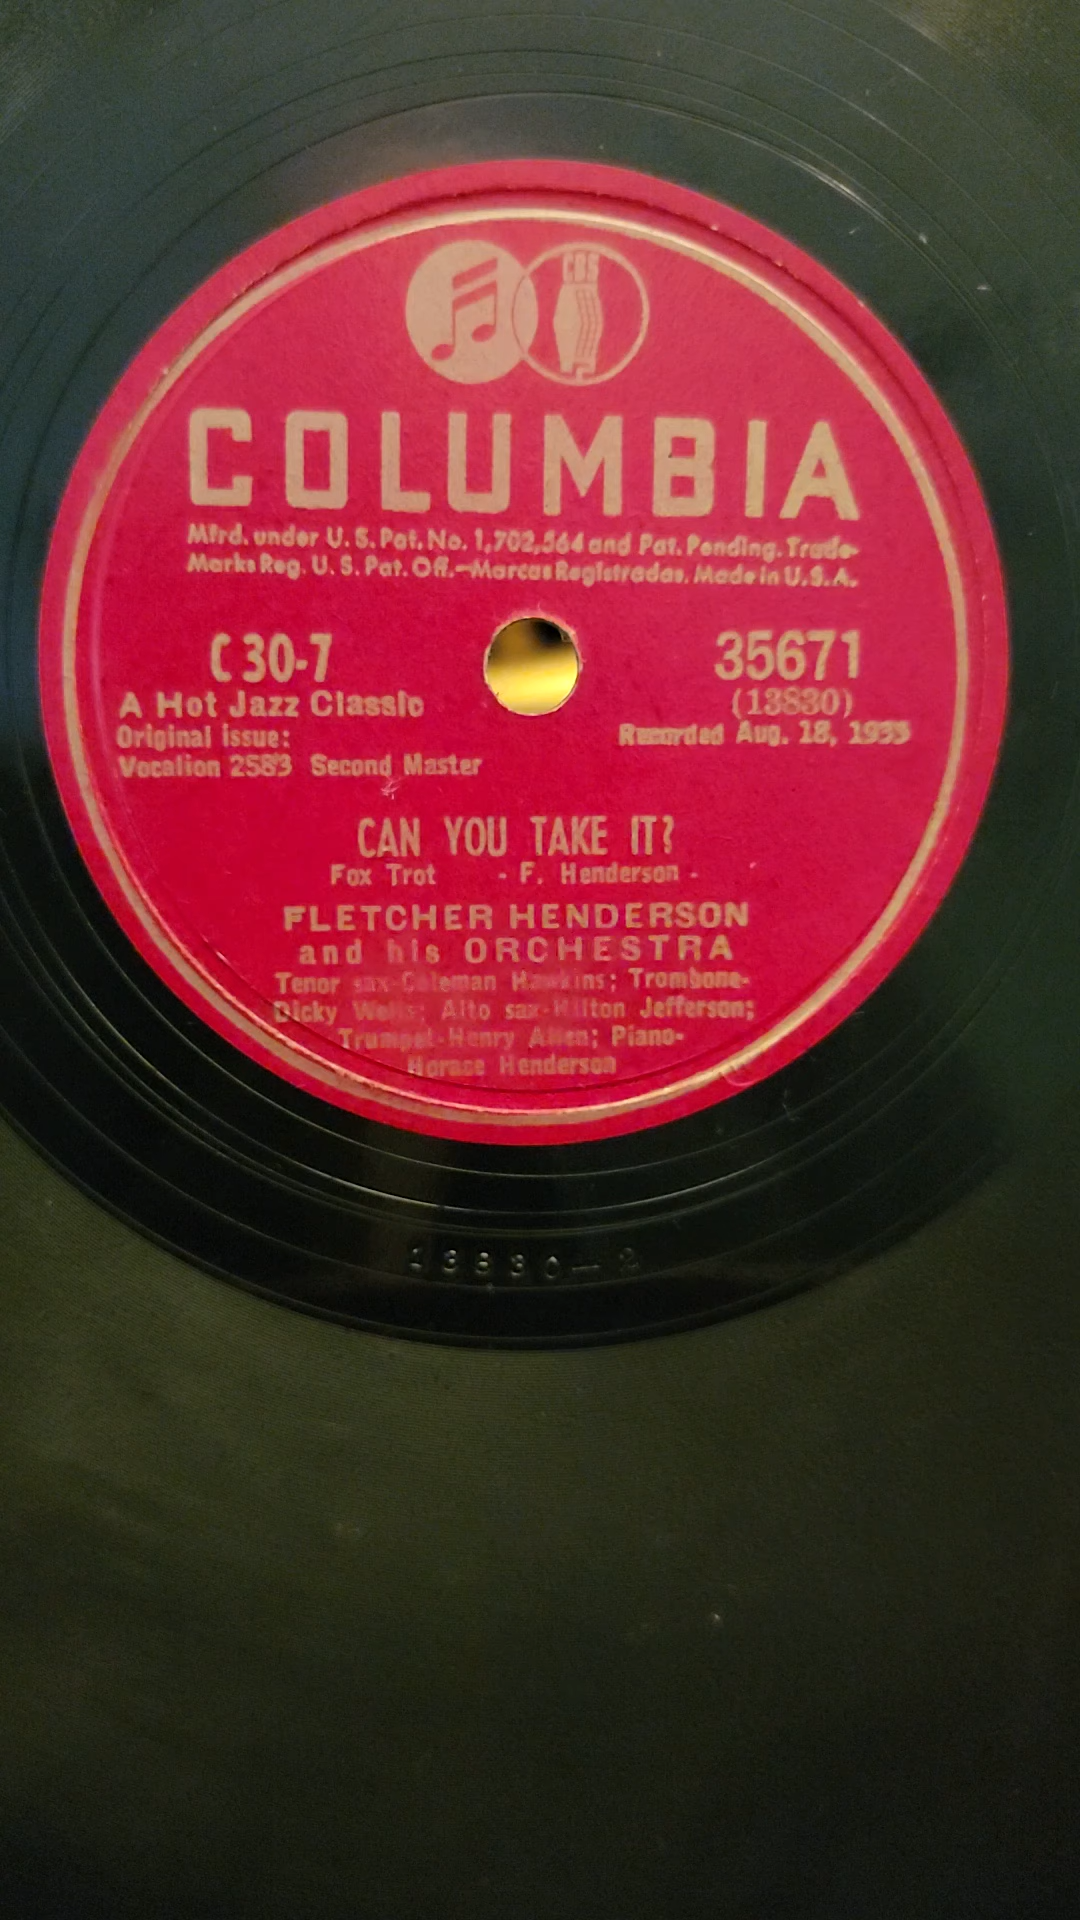 CBS
COLUMBIA
Mfrd. under U. S. Pat. No. 1,702,564 and Pat. Pending. Trade-
Marks Reg. U. S. Pat. Off.—Marcas Registradas. Made in U.S.A.
C 30-7
A Hot Jazz Classic
Original issue:
Vocalion 2583 Second Master
35671
(13830)
Recorded Aug. 18, 1933
CAN YOU TAKE IT?
Fox Trot - F. Henderson -
FLETCHER HENDERSON
and his ORCHESTRA
Tenor sax-Coleman Hawkins; Trombone-
Dicky Wells; Alto sax-Hilton Jefferson;
Trumpet-Henry Allen; Piano-
Horace Henderson
13830-2